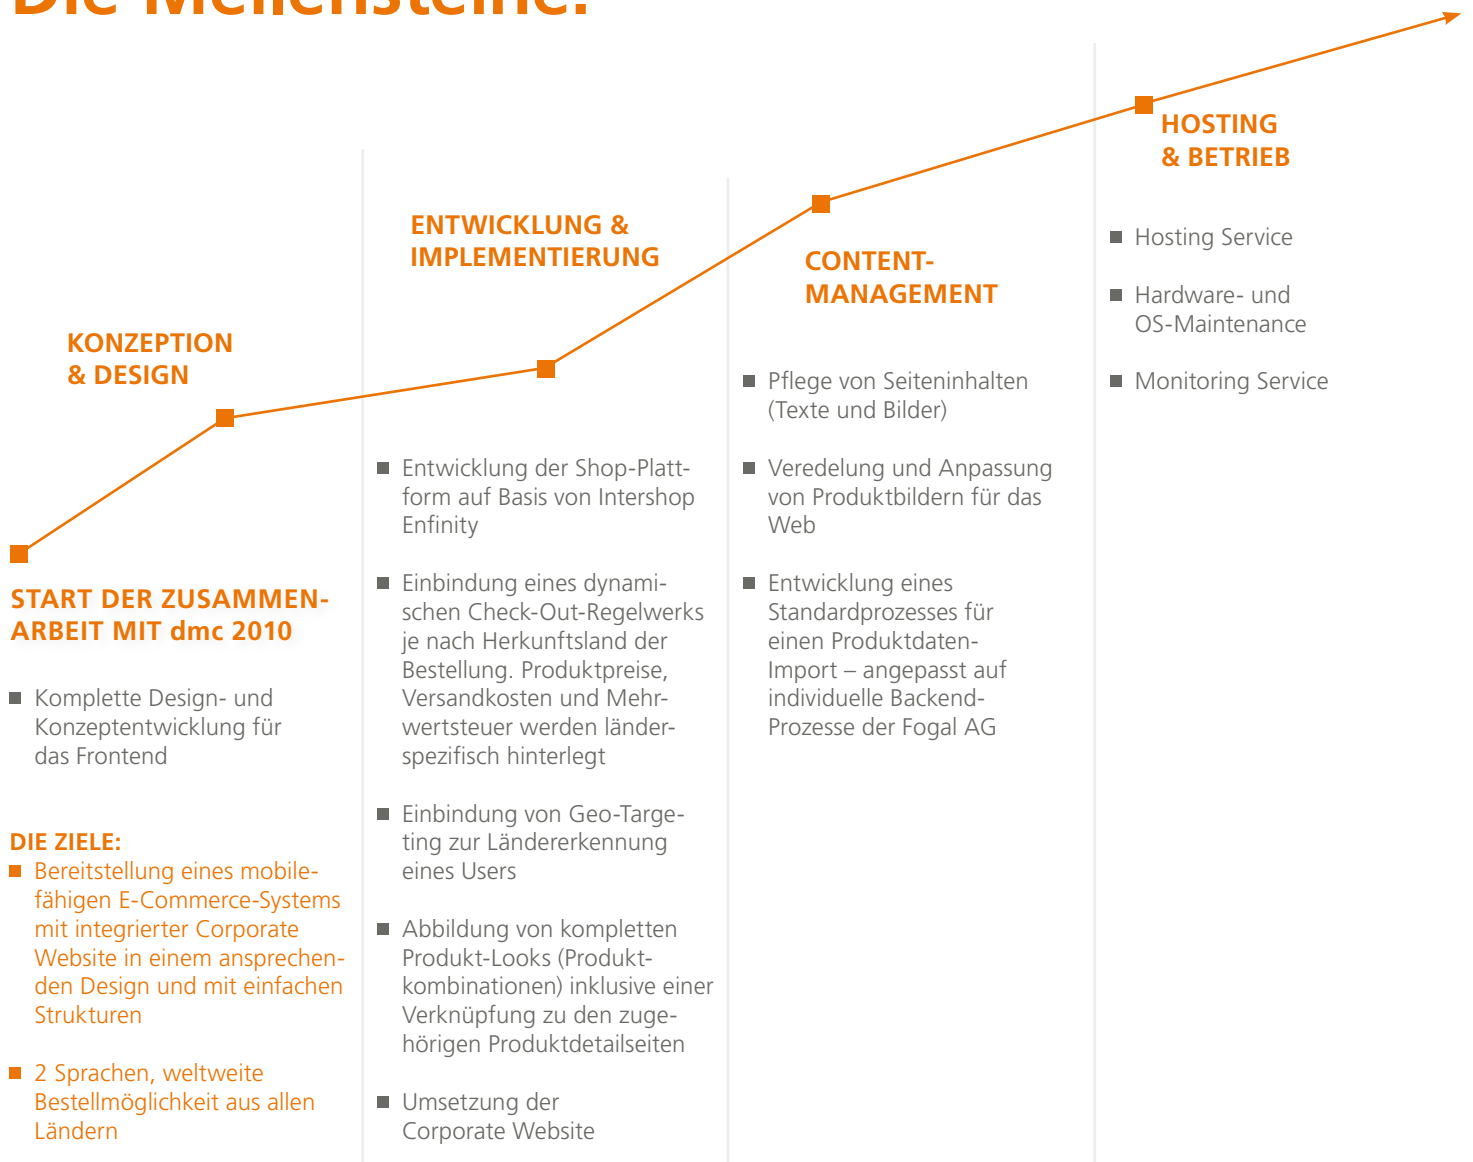 Die Meilensteine:
KONZEPTION
& DESIGN
START DER ZUSAMMEN-
ARBEIT MIT dmc 2010
Komplette Design- und
Konzeptentwicklung für
das Frontend
DIE ZIELE:
Bereitstellung eines mobile-
fähigen E-Commerce-Systems
mit integrierter Corporate
Website in einem ansprechen-
den Design und mit einfachen
Strukturen
2 Sprachen, weltweite
Bestellmöglichkeit aus allen
Ländern
ENTWICKLUNG &
IMPLEMENTIERUNG
Entwicklung der Shop-Platt-
form auf Basis von Intershop
Enfinity
Einbindung eines dynami-
schen Check-Out-Regelwerks
je nach Herkunftsland der
Bestellung. Produktpreise,
Versandkosten und Mehr-
wertsteuer werden länder-
spezifisch hinterlegt
Einbindung von Geo-Targe-
ting zur Ländererkennung
eines Users
Abbildung von kompletten
Produkt-Looks (Produkt-
kombinationen) inklusive einer
Verknüpfung zu den zuge-
hörigen Produktdetailseiten
Umsetzung der
Corporate Website
CONTENT-
MANAGEMENT
Pflege von Seiteninhalten
(Texte und Bilder)
Veredelung und Anpassung
von Produktbildern für das
Web
Entwicklung eines
Standardprozesses für
einen Produktdaten-
Import – angepasst auf
individuelle Backend-
Prozesse der Fogal AG
HOSTING
& BETRIEB
Hosting Service
Hardware- und
OS-Maintenance
Monitoring Service